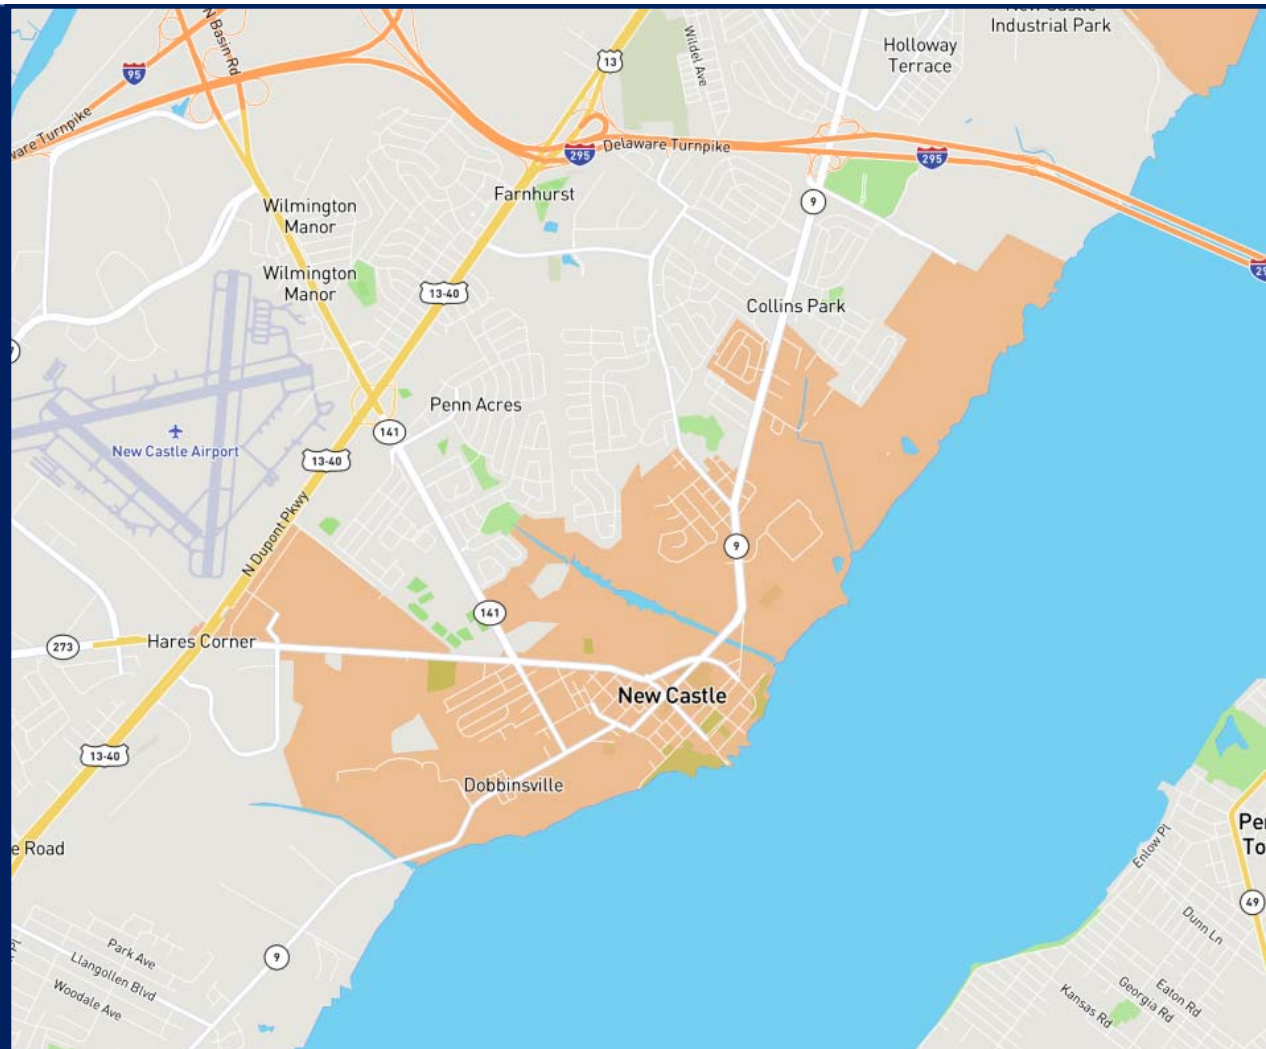 Industrial Park
Holloway
Terrace
N Basin Rd
95
13
Wildel Ave
Delaware Turnpike
295
295
Farnhurst
9
Wilmington
Manor
Wilmington
Manor
13-40
Collins Park
Penn Acres
141
New Castle Airport
13-40
N Dupont Pkwy
9
141
Hares Corner
273
New Castle
13-40
Dobbinsville
e Road
Enlow Pl
49
Dunn Ln
Park Ave
Llangollen Blvd
Woodale Ave
9
Eaton Rd
Georgia Rd
Kansas Rd